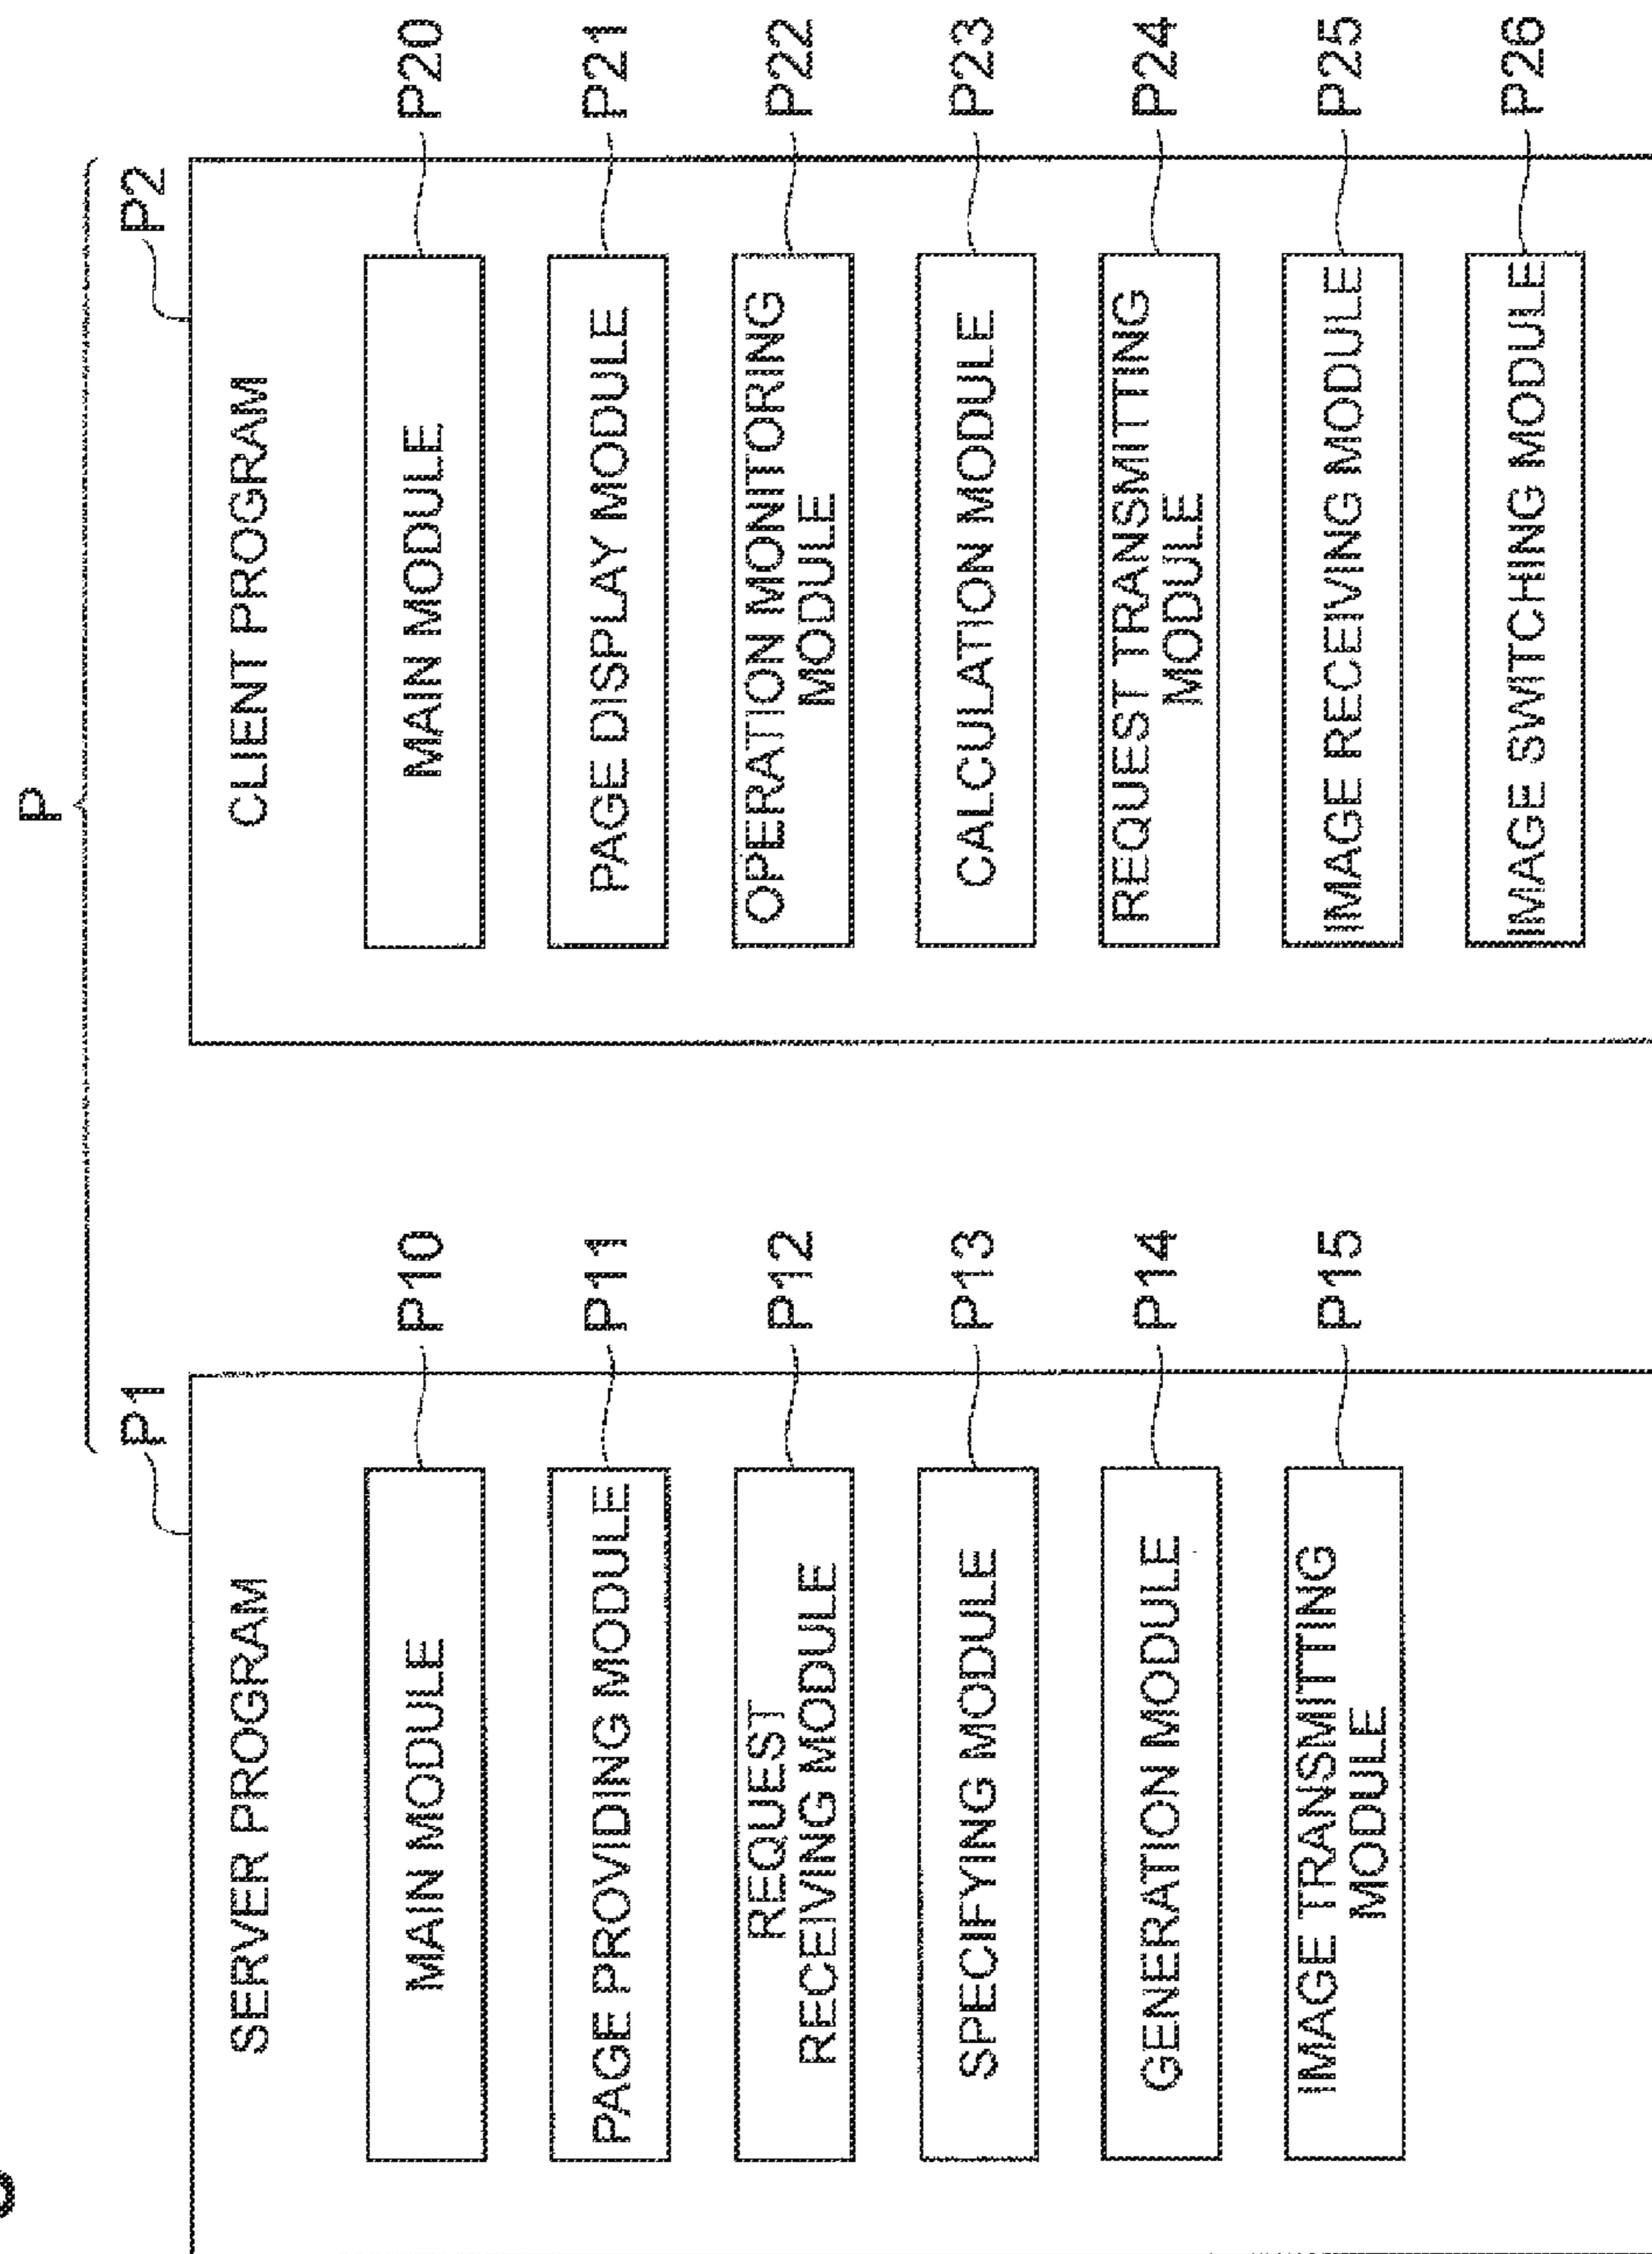 P
P1
SERVER PROGRAM
MAIN MODULE
P10
PAGE PROVIDING MODULE
P11
REQUEST
RECEIVING MODULE
P12
SPECIFYING MODULE
P13
GENERATION MODULE
P14
IMAGE TRANSMITTING
MODULE
P15
P2
CLIENT PROGRAM
MAIN MODULE
P20
PAGE DISPLAY MODULE
P21
OPERATION MONITORING
MODULE
P22
CALCULATION MODULE
P23
REQUEST TRANSMITTING
MODULE
P24
IMAGE RECEIVING MODULE
P25
IMAGE SWITCHING MODULE
P26